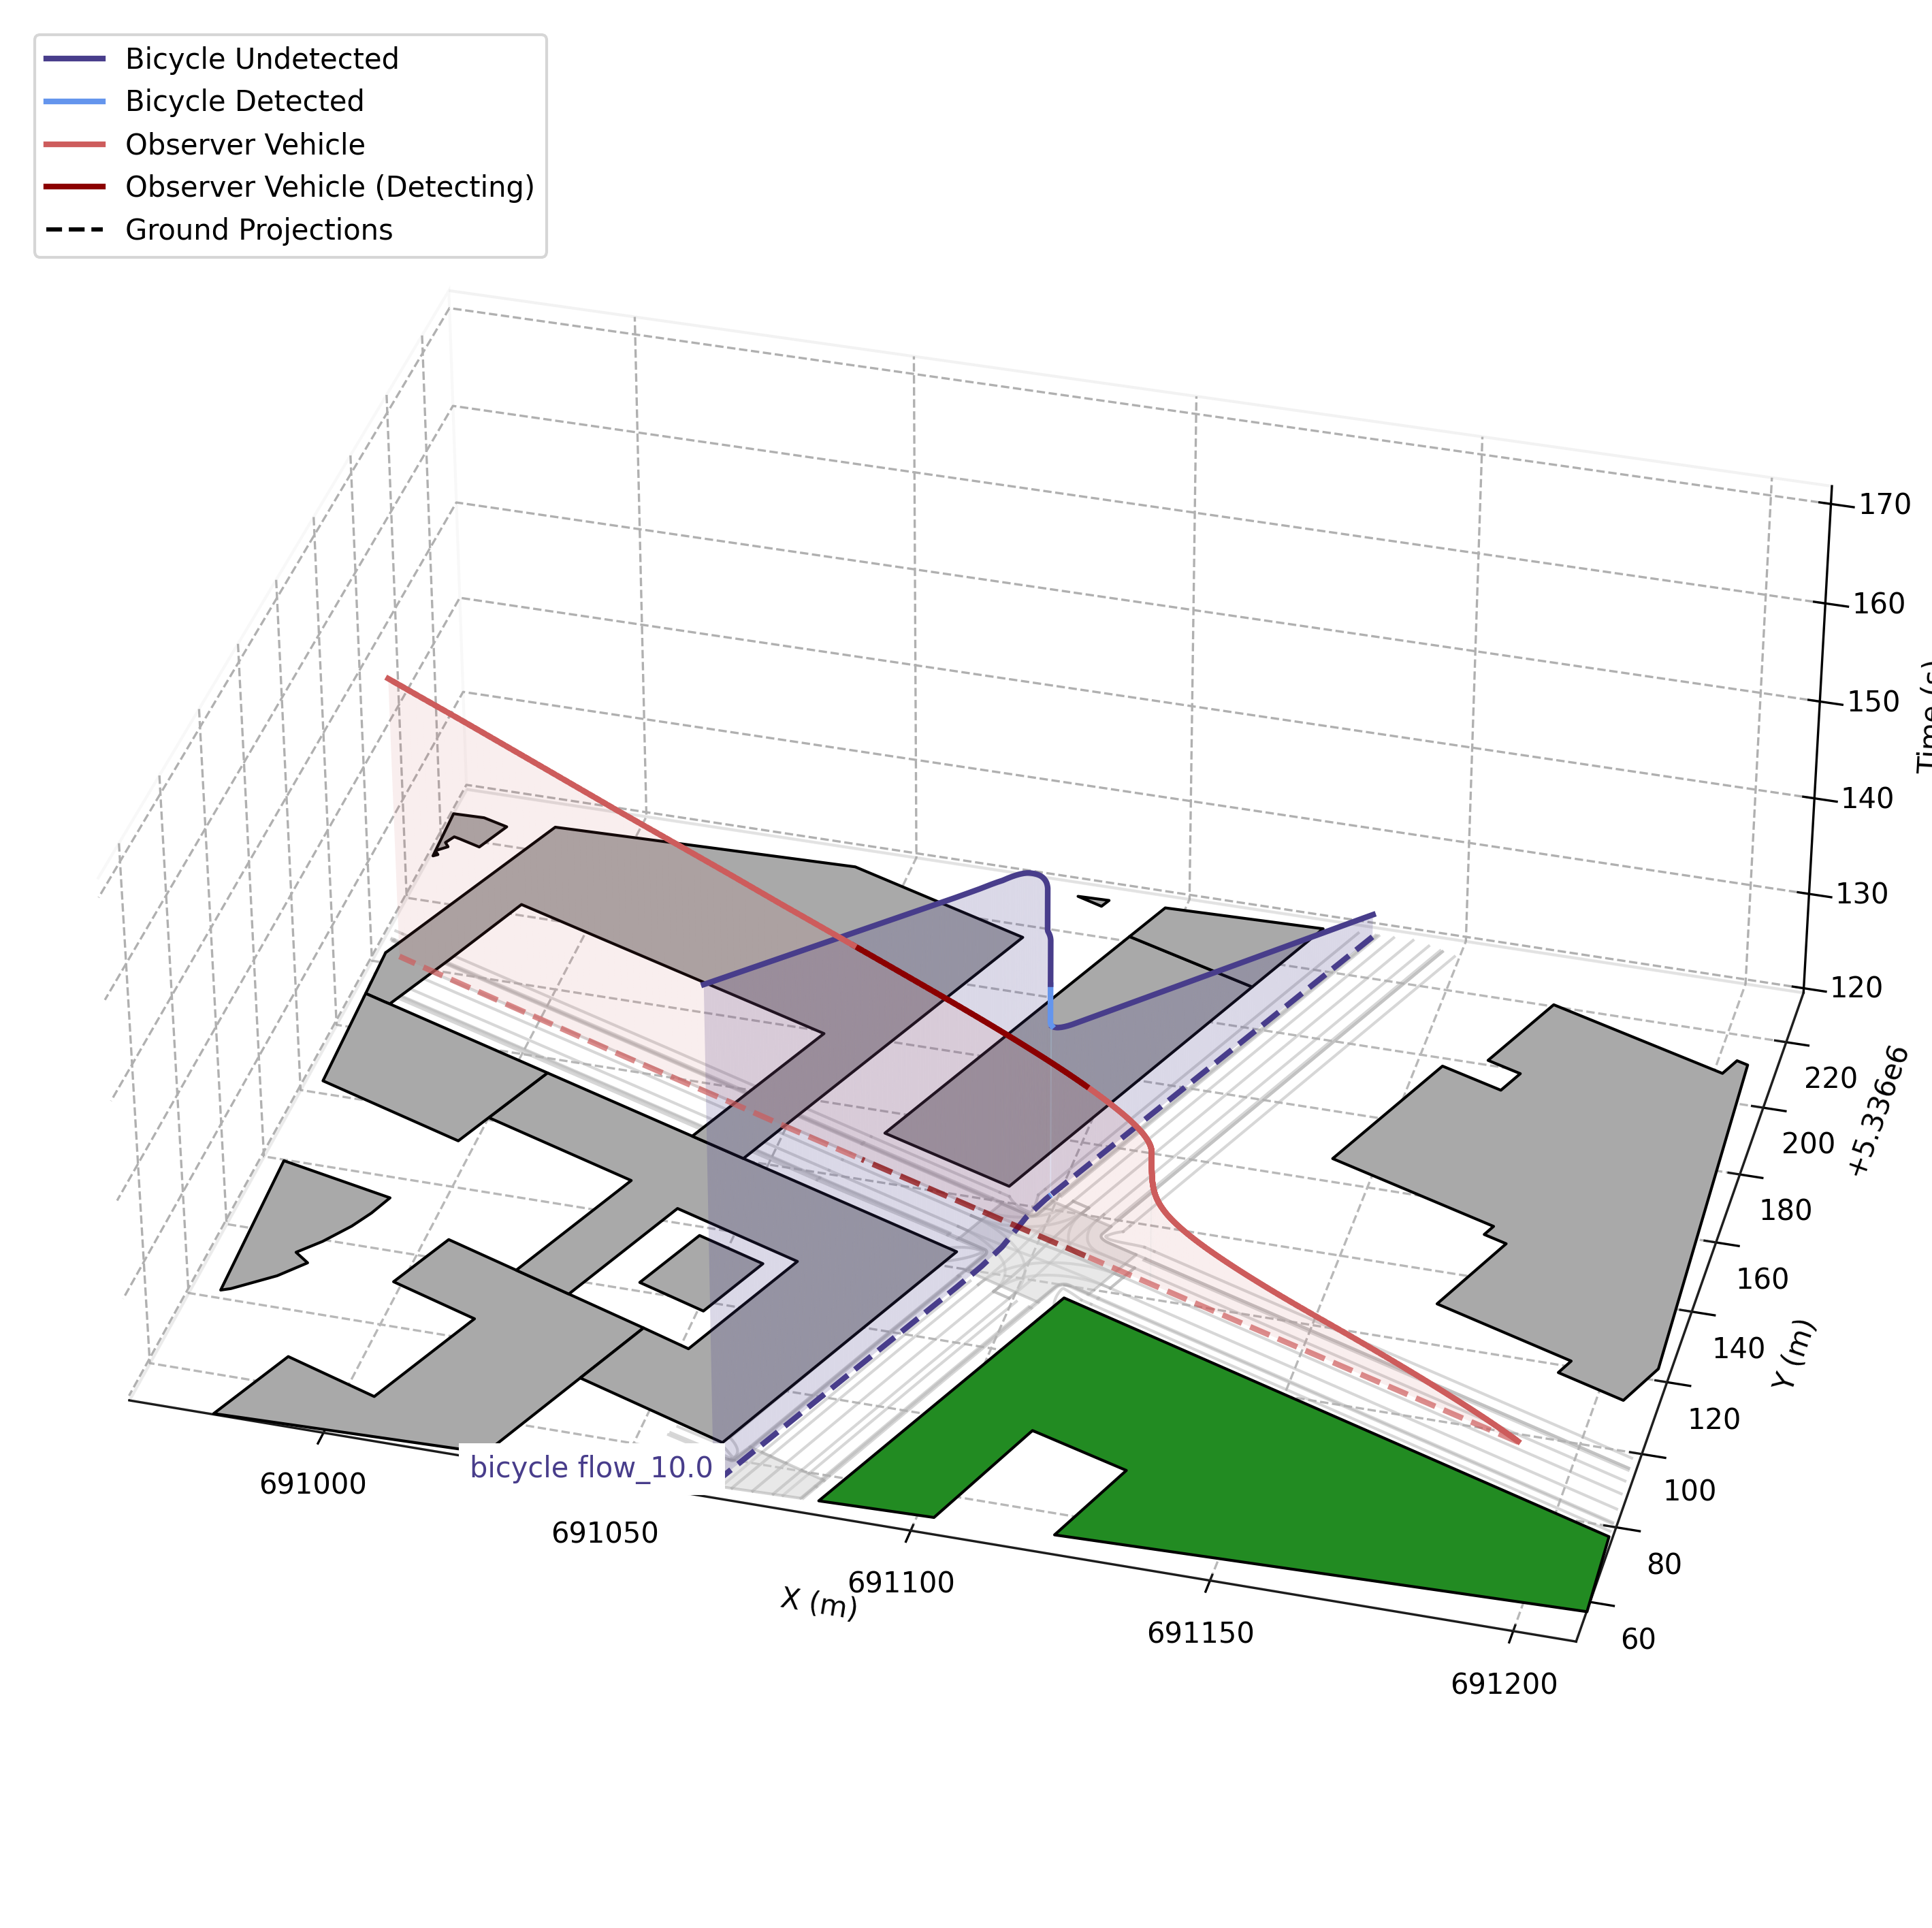 Bicycle Undetected
Bicycle Detected
Observer Vehicle
Observer Vehicle (Detecting)
Ground Projections
170
160
150
140
130
120
Time (s)
220
200
180
160
140
120
100
80
60
+5.336e6
Y (m)
bicycle flow_10.0
691000
691050
691100
691150
691200
X (m)